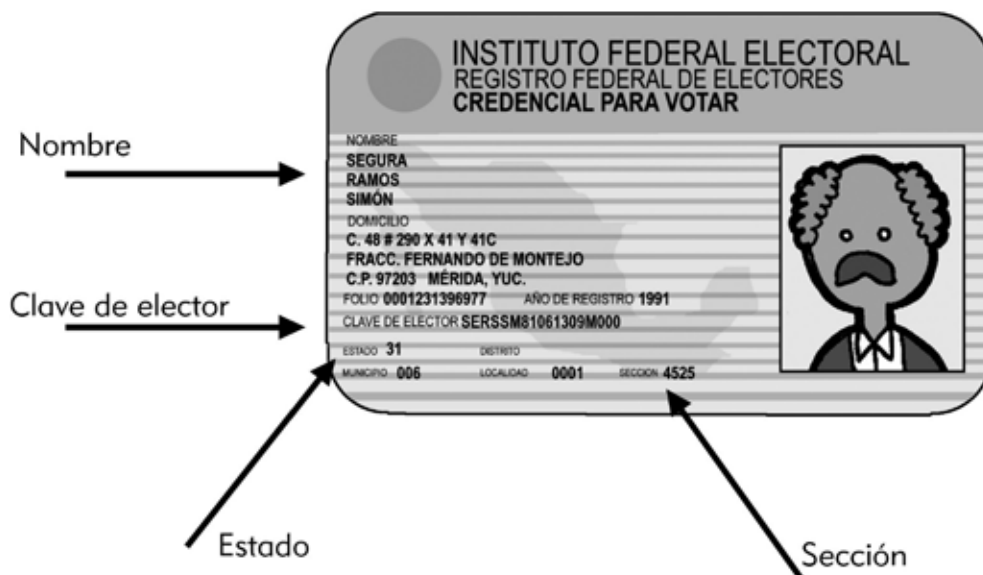 INSTITUTO FEDERAL ELECTORAL
REGISTRO FEDERAL DE ELECTORES
CREDENCIAL PARA VOTAR
Nombre
NOMBRE
SEGURA
RAMOS
SIMÓN
DOMICILIO
C. 48 # 290 X 41 Y 41C
FRACC. FERNANDO DE MONTEJO
C.P. 97203 MÉRIDA, YUC.
FOLIO 0001231396977 AÑO DE REGISTRO 1991
Clave de elector
CLAVE DE ELECTOR SERSSM81061309M000
ESTADO 31 DISTRITO
MUNICIPIO 006 LOCALIDAD 0001 SECCION 4525
Estado
Sección